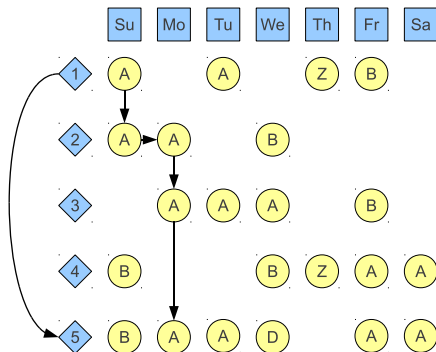 Su Mo Tu We Th Fr Sa
1 A A Z B
2 A A B
3 A A A B
4 B B Z A A
5 B A A D A A